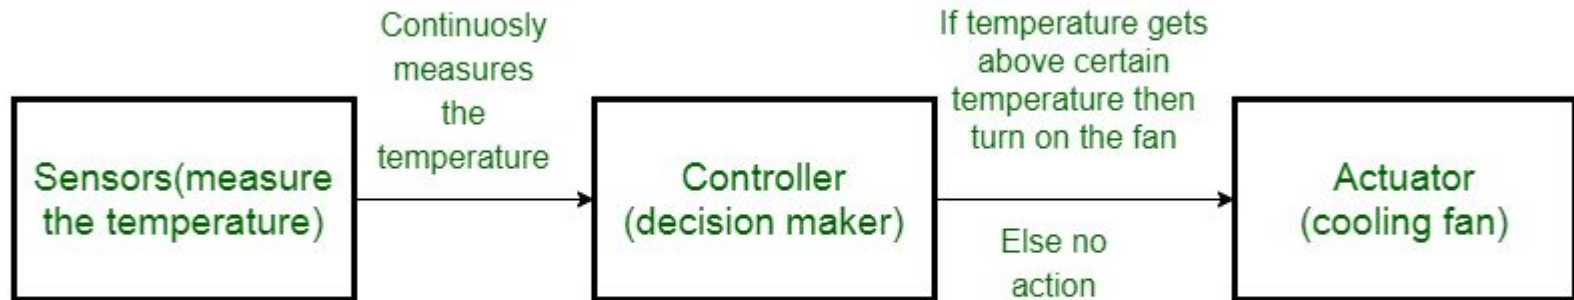 Sensors(measure
the temperature)
Continuosly
measures
the
temperature
Controller
(decision maker)
If temperature gets
above certain
temperature then
turn on the fan
Else no
action
Actuator
(cooling fan)